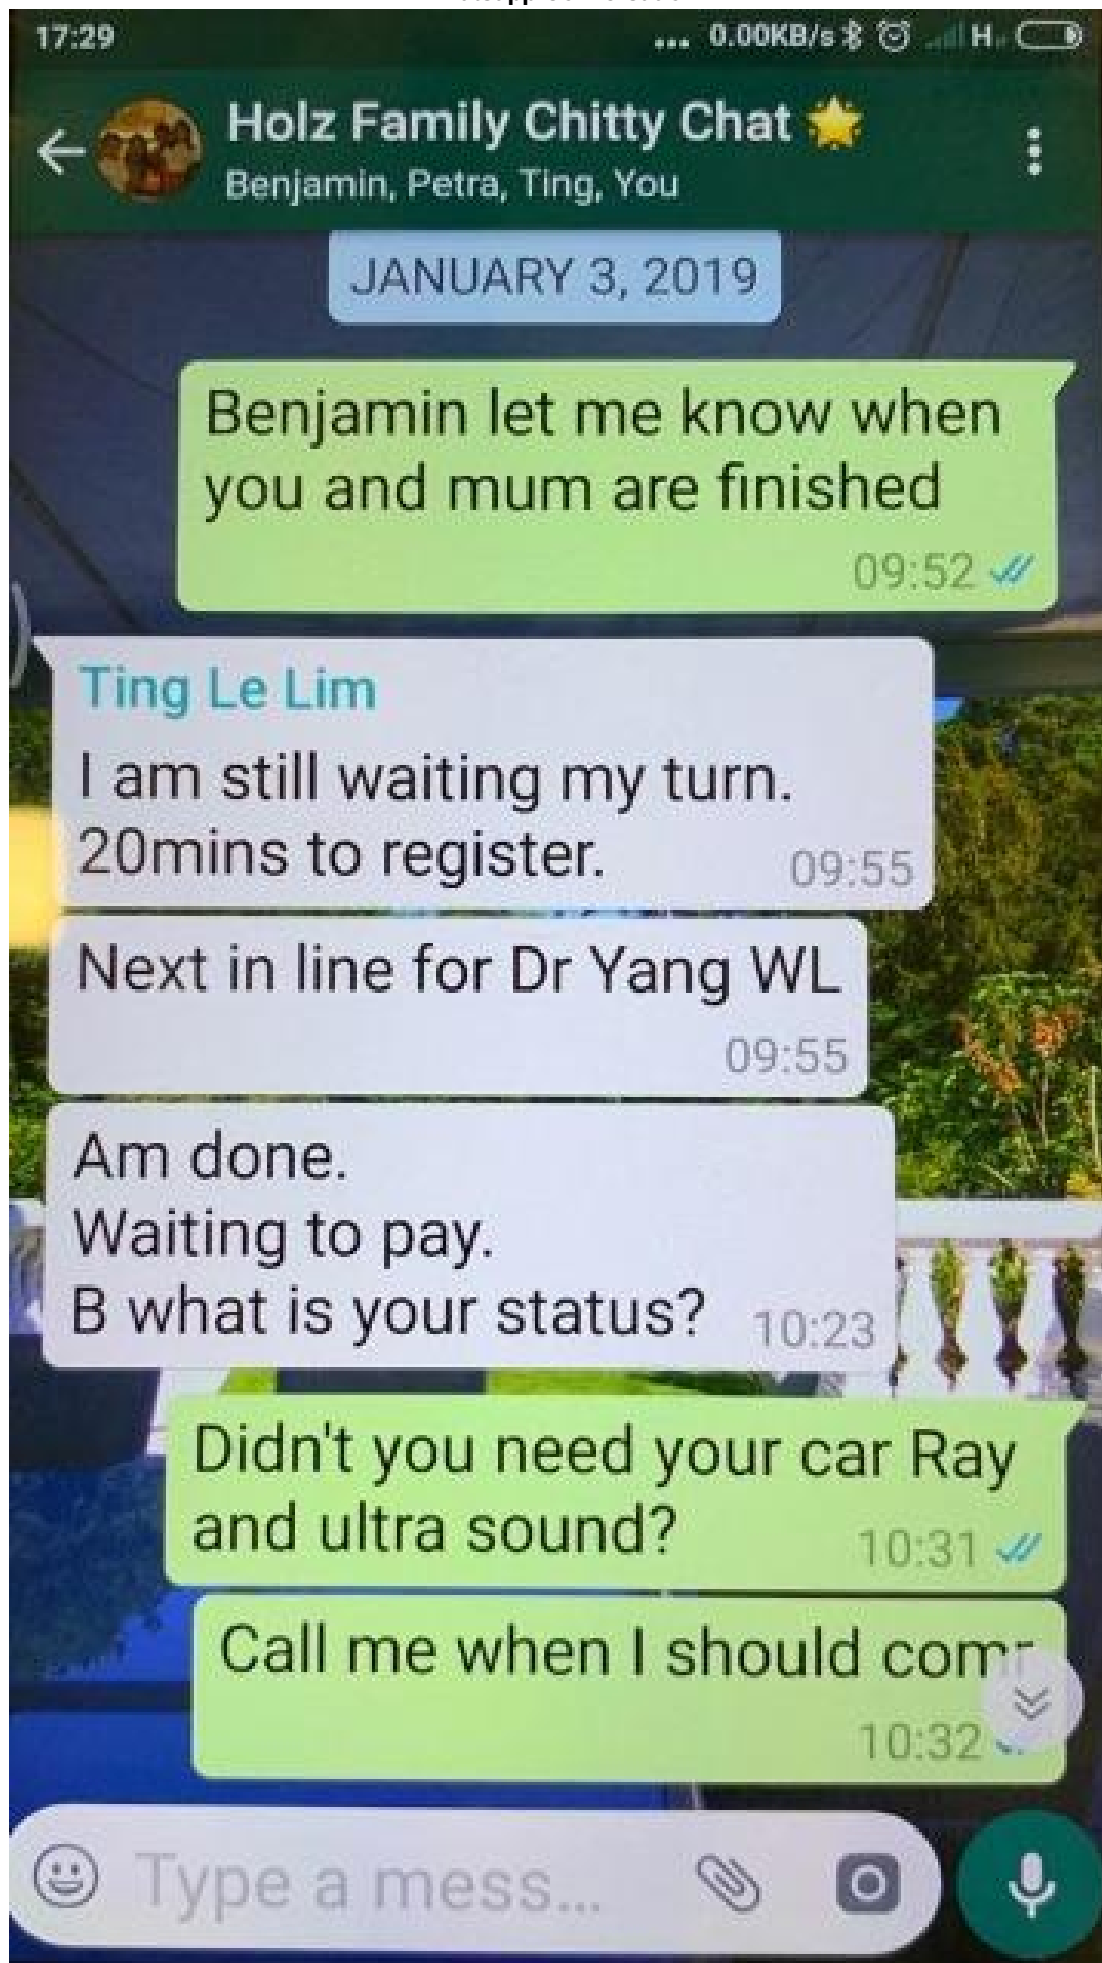 17:29
... 0.00KB/s H
Holz Family Chitty Chat
Benjamin, Petra, Ting, You
JANUARY 3, 2019
Benjamin let me know when
you and mum are finished
09:52
Ting Le Lim
I am still waiting my turn.
20mins to register.
09:55
Next in line for Dr Yang WL
09:55
Am done.
Waiting to pay.
B what is your status?
10:23
Didn't you need your car Ray
and ultra sound?
10:31
Call me when I should
10:32
Type a mess...